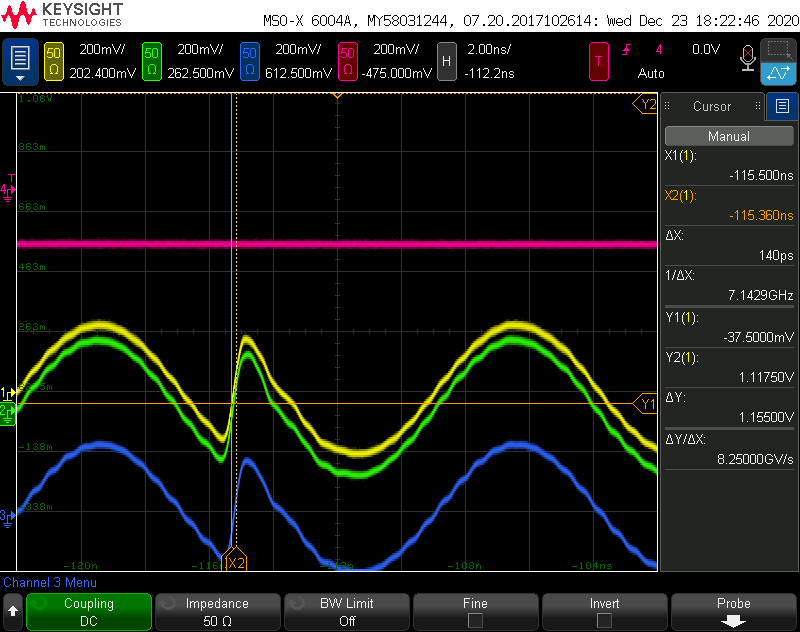 KEYSIGHT
TECHNOLOGIES
MSO-X 6004A, MY58031244, 07.20.2017102614: Wed Dec 23 18:22:46 2020
50 Ω 200mV/ 50 Ω 200mV/ 50 Ω 200mV/ 50 Ω 200mV/ H 2.00ns/ T 4 0.0V
202.400mV 262.500mV 612.500mV -475.000mV -112.2ns Auto
1.06V
Y2
863m
T
4
663m
483m
263m
1
2
Y1
-138m
3
-338m
-120n -116 -108n -104ns
X2
Cursor
Manual
X1(1):
-115.500ns
X2(1):
-115.360ns
ΔX:
140ps
1/ΔX:
7.1429GHz
Y1(1):
-37.5000mV
Y2(1):
1.11750V
ΔY:
1.15500V
ΔY/ΔX:
8.25000GV/s
Channel 3 Menu
Coupling Impedance BW Limit Fine Invert Probe
DC 50 Ω Off